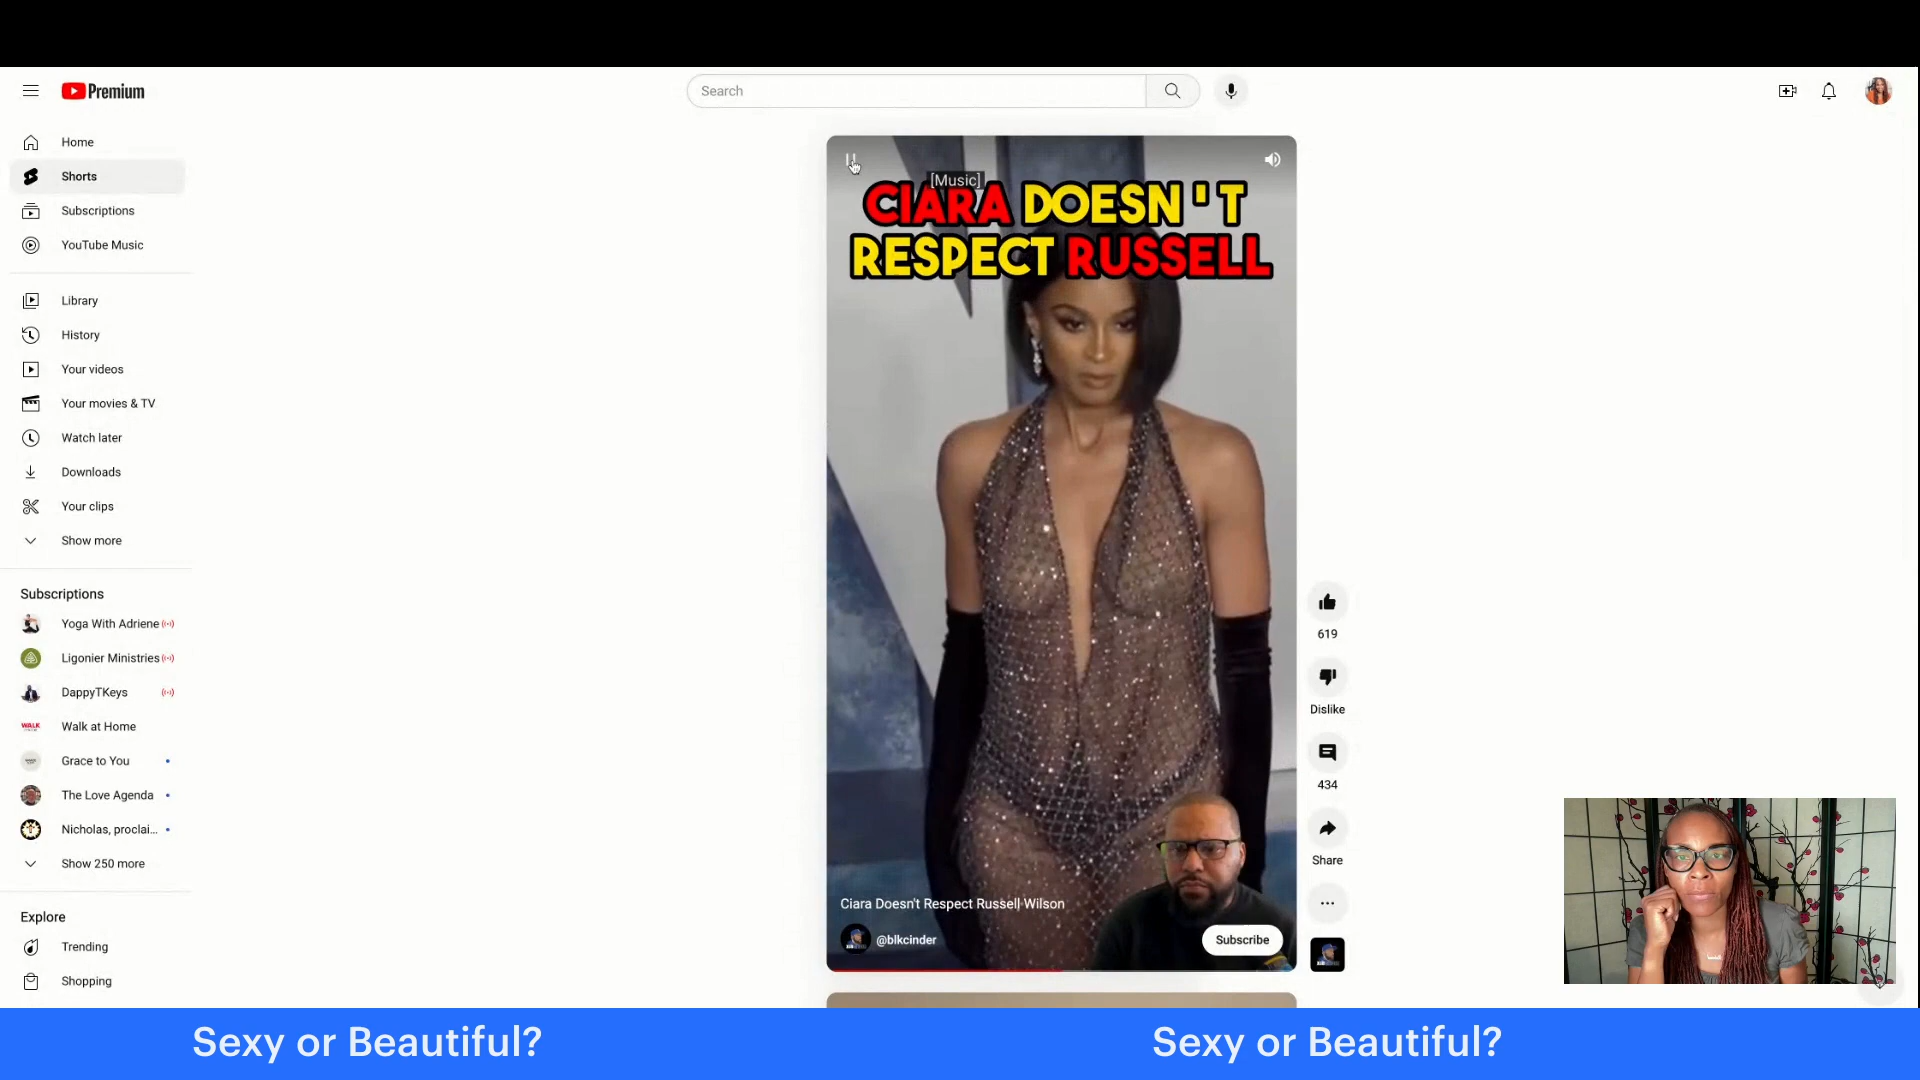 Premium
Search
Home
Shorts
Subscriptions
YouTube Music
Library
History
Your videos
Your movies & TV
Watch later
Downloads
Your clips
Show more
Subscriptions
Yoga With Adriene
Ligonier Ministries
DappyTKeys
WALK
Walk at Home
Grace to You
The Love Agenda
Nicholas, proclai...
Show 250 more
Explore
Trending
Shopping
[Music]
CIARA DOESN'T
RESPECT RUSSELL
Ciara Doesn't Respect Russell Wilson
@blkcinder
Subscribe
619
Dislike
434
Share
Sexy or Beautiful?
Sexy or Beautiful?